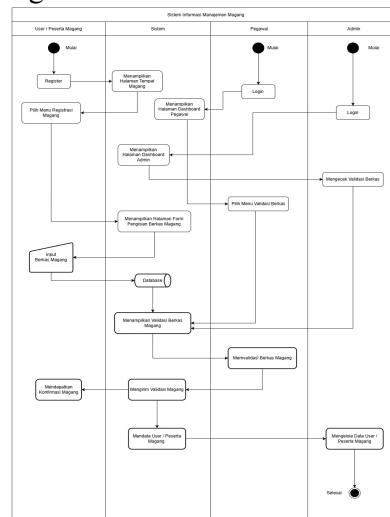 Sistem Informasi Manajemen Magang
User / Peserta Magang
Sistem
Pegawai
Admin
Mulai
Mulai
Mulai
Register
Menampilkan
Halaman Tempat
Magang
Login
Pilih Menu Registrasi
Magang
Menampilkan
Halaman Dashboard
Pegawai
Login
Menampilkan
Halaman Dashboard
Admin
Mengecek Validasi Berkas
Pilih Menu Validasi Berkas
Menampilkan Halaman Form
Pengisian Berkas Magang
Input
Berkas Magang
Database
Menampilkan Validasi Berkas
Magang
Memvalidasi Berkas Magang
Mendapatkan
Konfirmasi Magang
Mengirim Validasi Magang
Mendata User / Peserta
Magang
Mengelola Data User /
Peserta Magang
Selesai